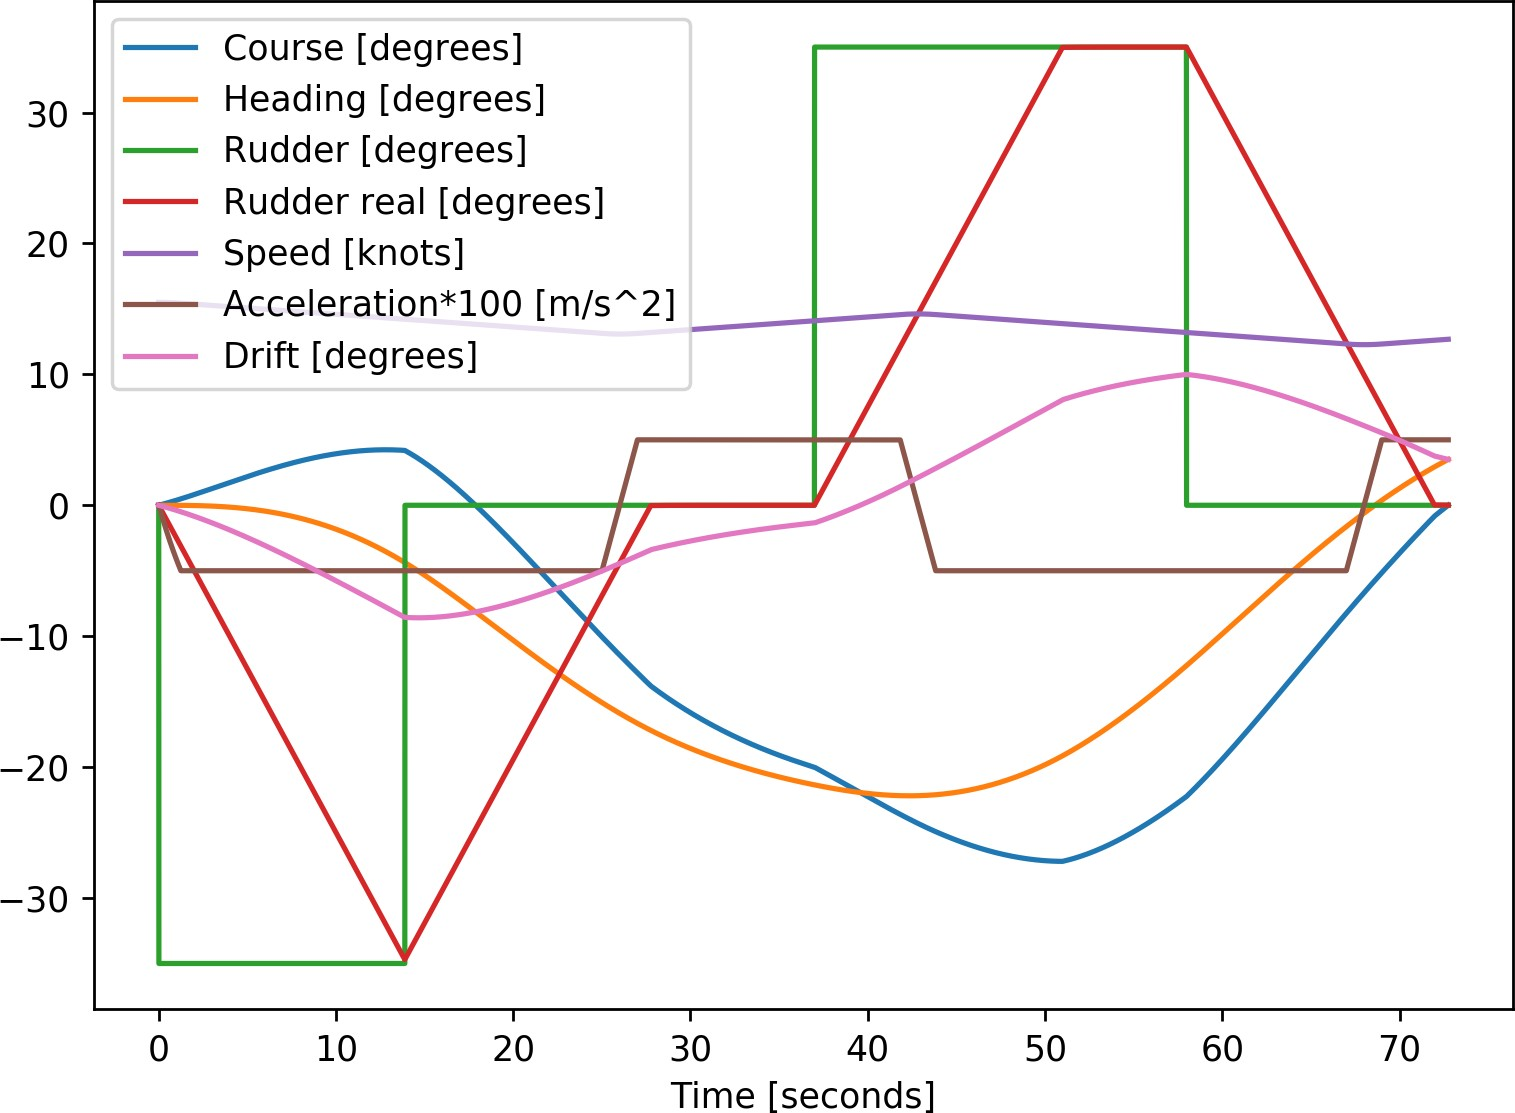 Course [degrees]
Heading [degrees]
Rudder [degrees]
Rudder real [degrees]
Speed [knots]
Acceleration*100 [m/s^2]
Drift [degrees]
30
20
10
0
−10
−20
−30
0 10 20 30 40 50 60 70
Time [seconds]